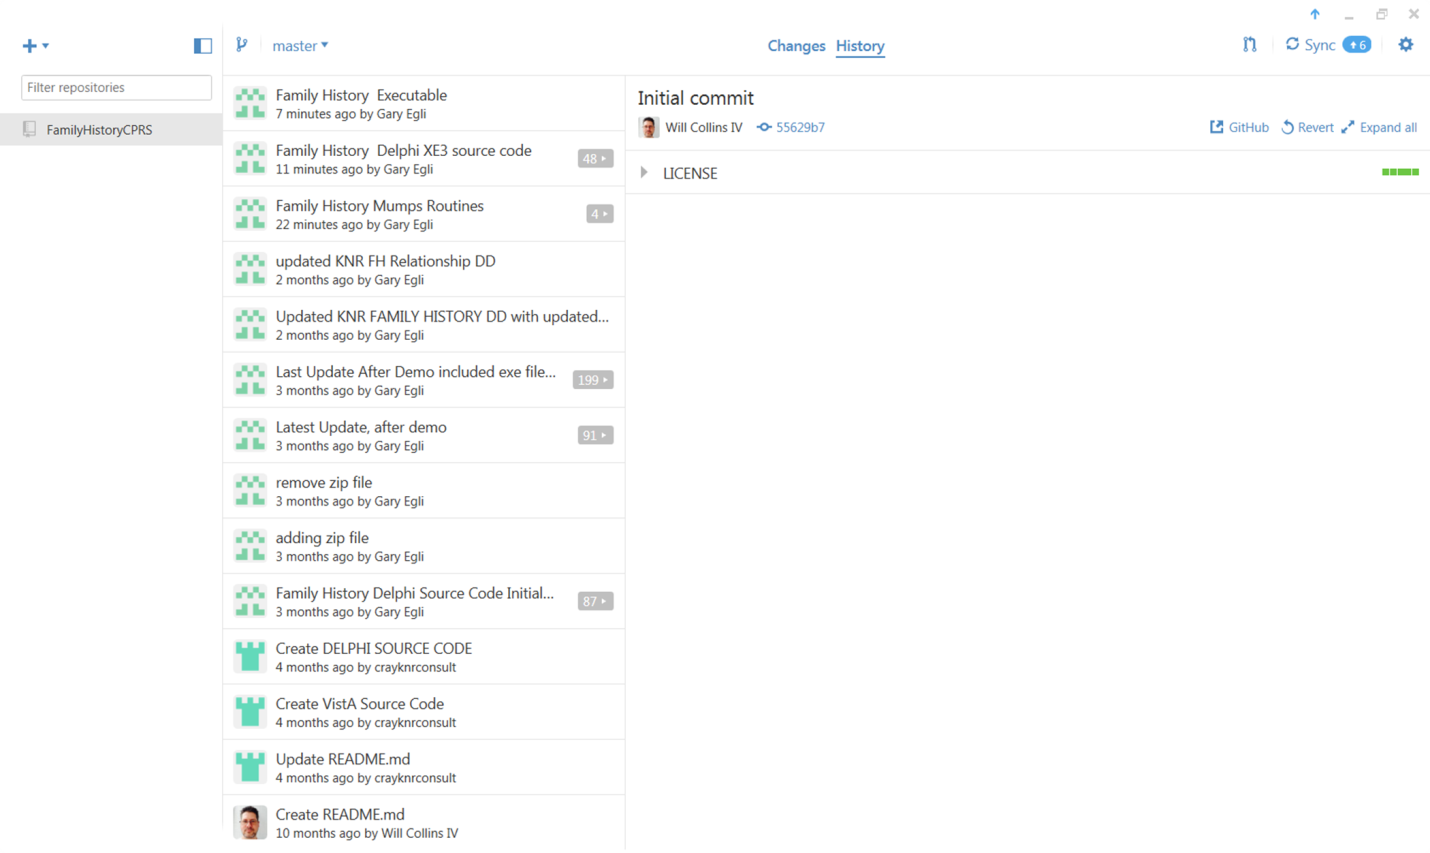 master
Changes History
Sync 6
Filter repositories
FamilyHistoryCPRS
Family History  Executable
7 minutes ago by Gary Egli
Family History  Delphi XE3 source code
11 minutes ago by Gary Egli
48
Family History Mumps Routines
22 minutes ago by Gary Egli
4
updated KNR FH Relationship DD
2 months ago by Gary Egli
Updated KNR FAMILY HISTORY DD with updated...
2 months ago by Gary Egli
Last Update After Demo included exe file...
3 months ago by Gary Egli
199
Latest Update, after demo
3 months ago by Gary Egli
91
remove zip file
3 months ago by Gary Egli
adding zip file
3 months ago by Gary Egli
Family History Delphi Source Code Initial...
3 months ago by Gary Egli
87
Create DELPHI SOURCE CODE
4 months ago by crayknrconsult
Create VistA Source Code
4 months ago by crayknrconsult
Update README.md
4 months ago by crayknrconsult
Create README.md
10 months ago by Will Collins IV
Initial commit
Will Collins IV 55629b7
GitHub Revert Expand all
LICENSE